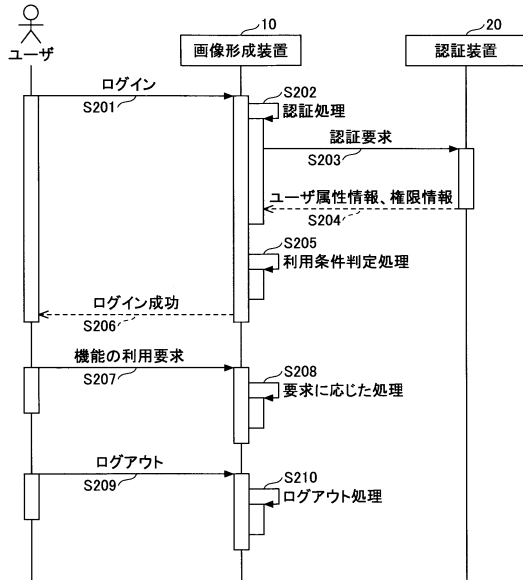 ユーザ
10
画像形成装置
20
認証装置
ログイン
S201
S202
認証処理
認証要求
S203
ユーザ属性情報、権限情報
S204
S205
利用条件判定処理
ログイン成功
S206
機能の利用要求
S207
S208
要求に応じた処理
ログアウト
S209
S210
ログアウト処理